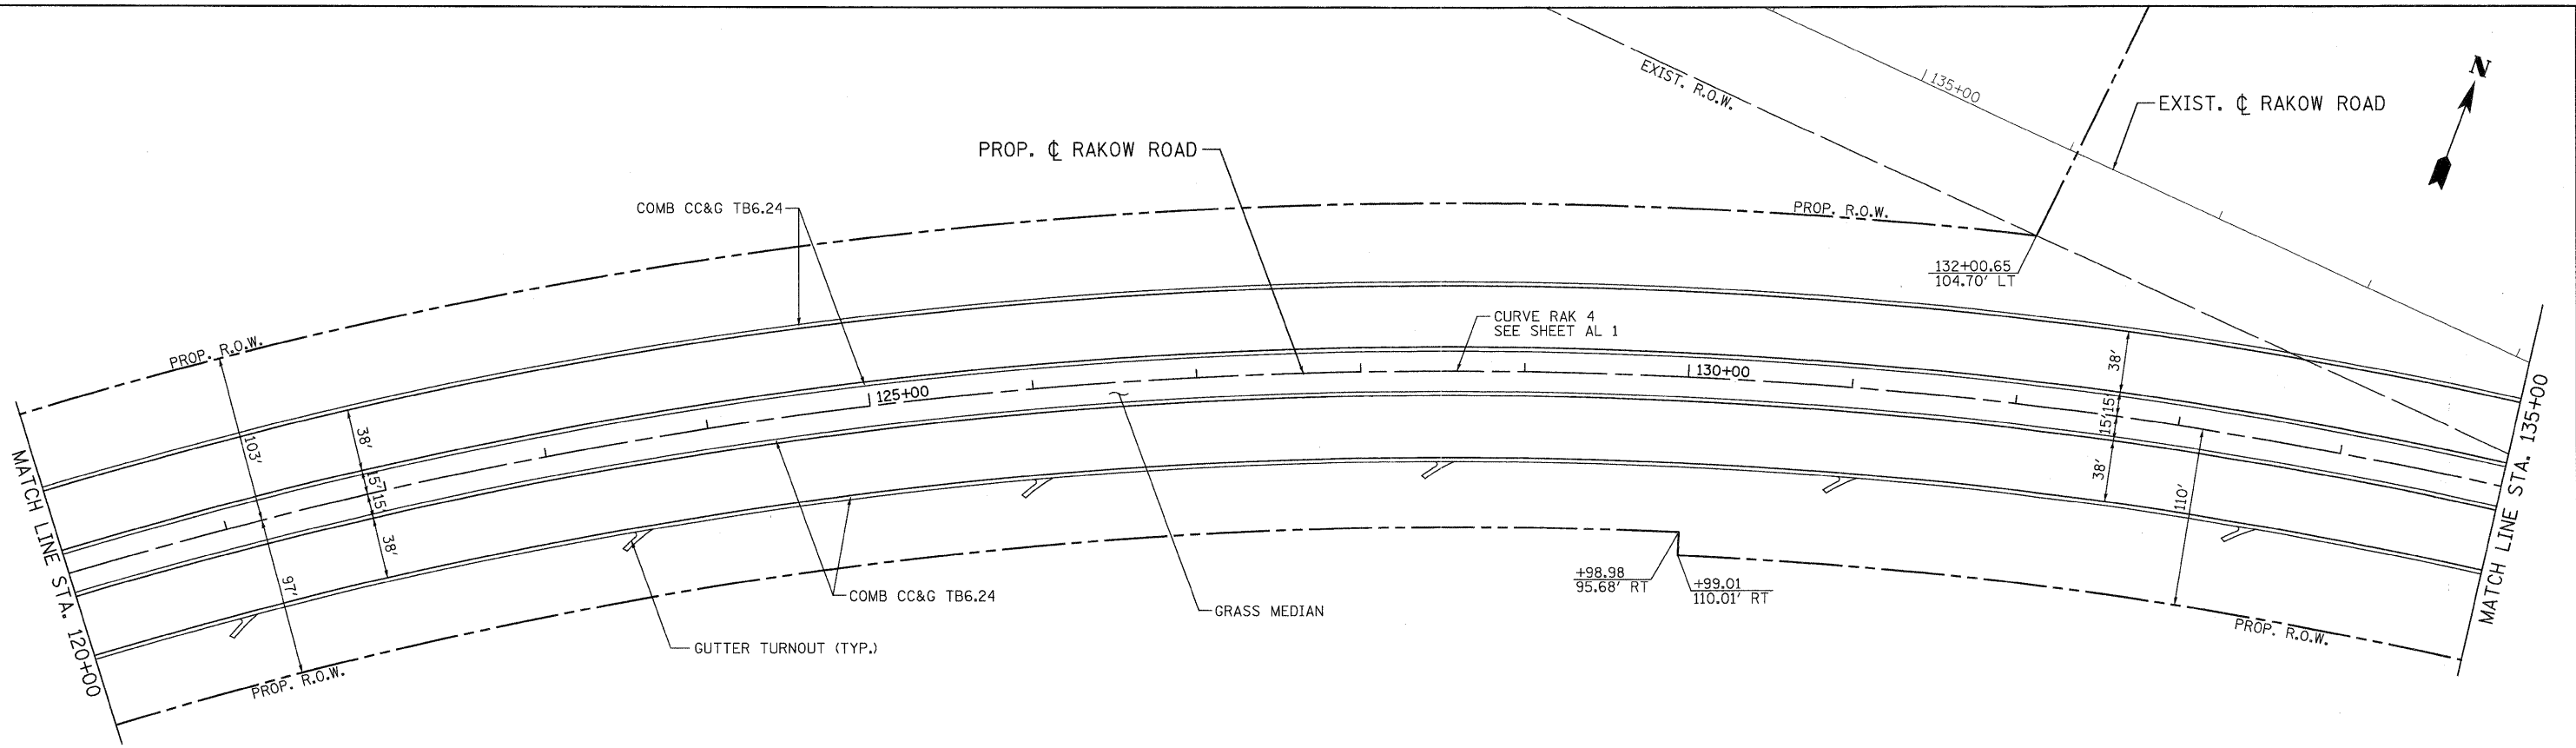 N
EXIST. R.O.W.
135+00
EXIST. ℄ RAKOW ROAD
PROP. ℄ RAKOW ROAD
COMB CC&G TB6.24
PROP. R.O.W.
132+00.65
104.70' LT
CURVE RAK 4
SEE SHEET AL 1
PROP. R.O.W.
125+00
130+00
38'
15'
15'
38'
110'
103'
38'
15'
15'
38'
97'
MATCH LINE STA. 120+00
MATCH LINE STA. 135+00
+98.98
95.68' RT
+99.01
110.01' RT
COMB CC&G TB6.24
GRASS MEDIAN
GUTTER TURNOUT (TYP.)
PROP. R.O.W.
PROP. R.O.W.